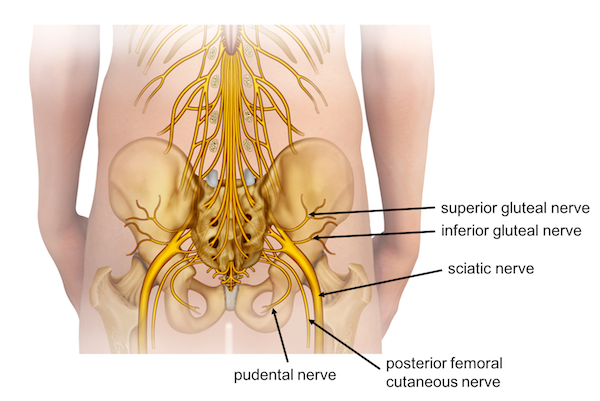 superior gluteal nerve
inferior gluteal nerve
sciatic nerve
posterior femoral
cutaneous nerve
pudental nerve